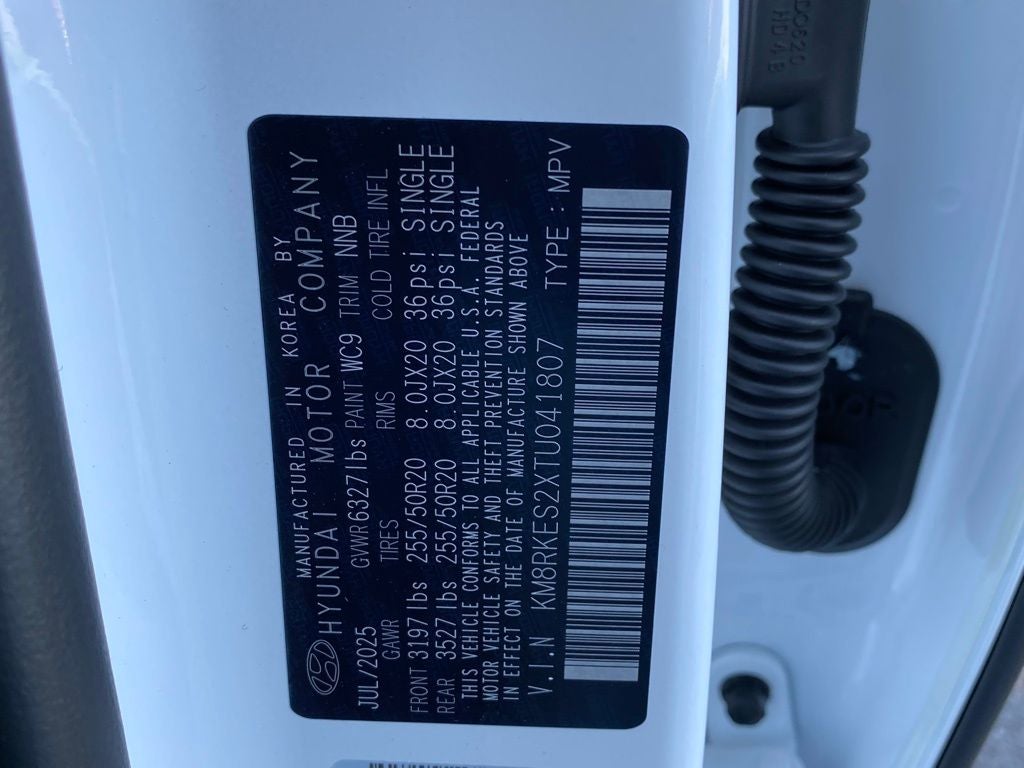 MANUFACTURED IN KOREA BY
HYUNDAI MOTOR COMPANY
JUL/2025 GVWR 6327lbs PAINT WC9 TRIM NNB
GAWR TIRES RIMS COLD TIRE INFL
FRONT 3197lbs 255/50R20 8.0JX20 36psi SINGLE
REAR 3527lbs 255/50R20 8.0JX20 36psi SINGLE
THIS VEHICLE CONFORMS TO ALL APPLICABLE U.S.A. FEDERAL
MOTOR VEHICLE SAFETY AND THEFT PREVENTION STANDARDS
IN EFFECT ON THE DATE OF MANUFACTURE SHOWN ABOVE
V.I.N KM8RKES2XTU041807 TYPE : MPV
HD4B